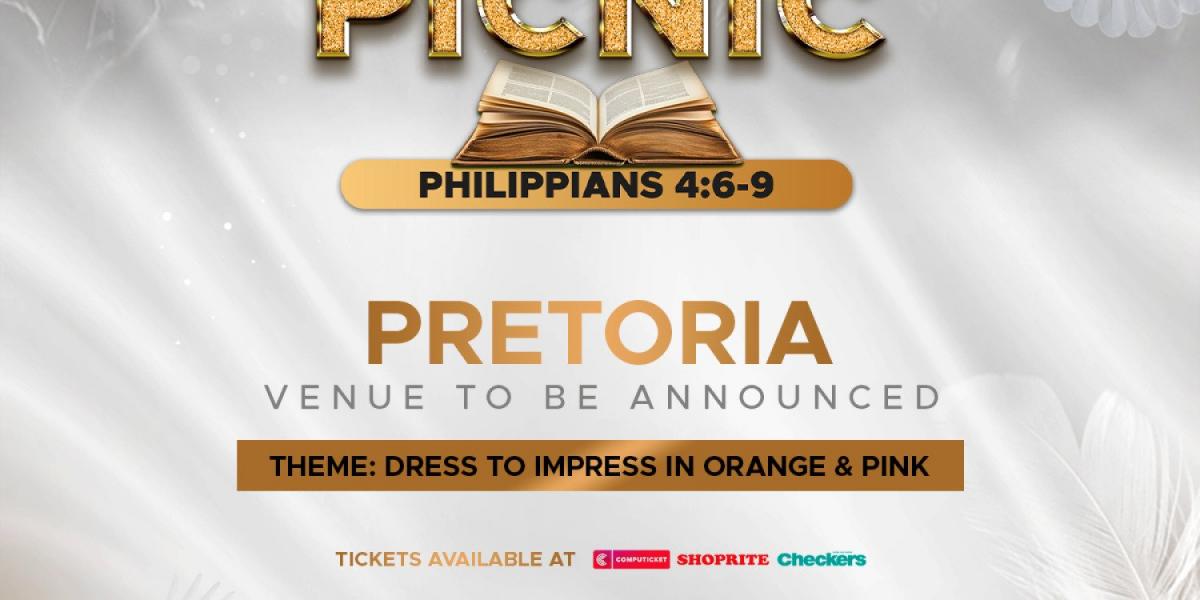 PICNIC
PHILIPPIANS 4:6-9
PRETORIA
VENUE TO BE ANNOUNCED
THEME: DRESS TO IMPRESS IN ORANGE & PINK
TICKETS AVAILABLE AT COMPUTICKET SHOPRITE Checkers